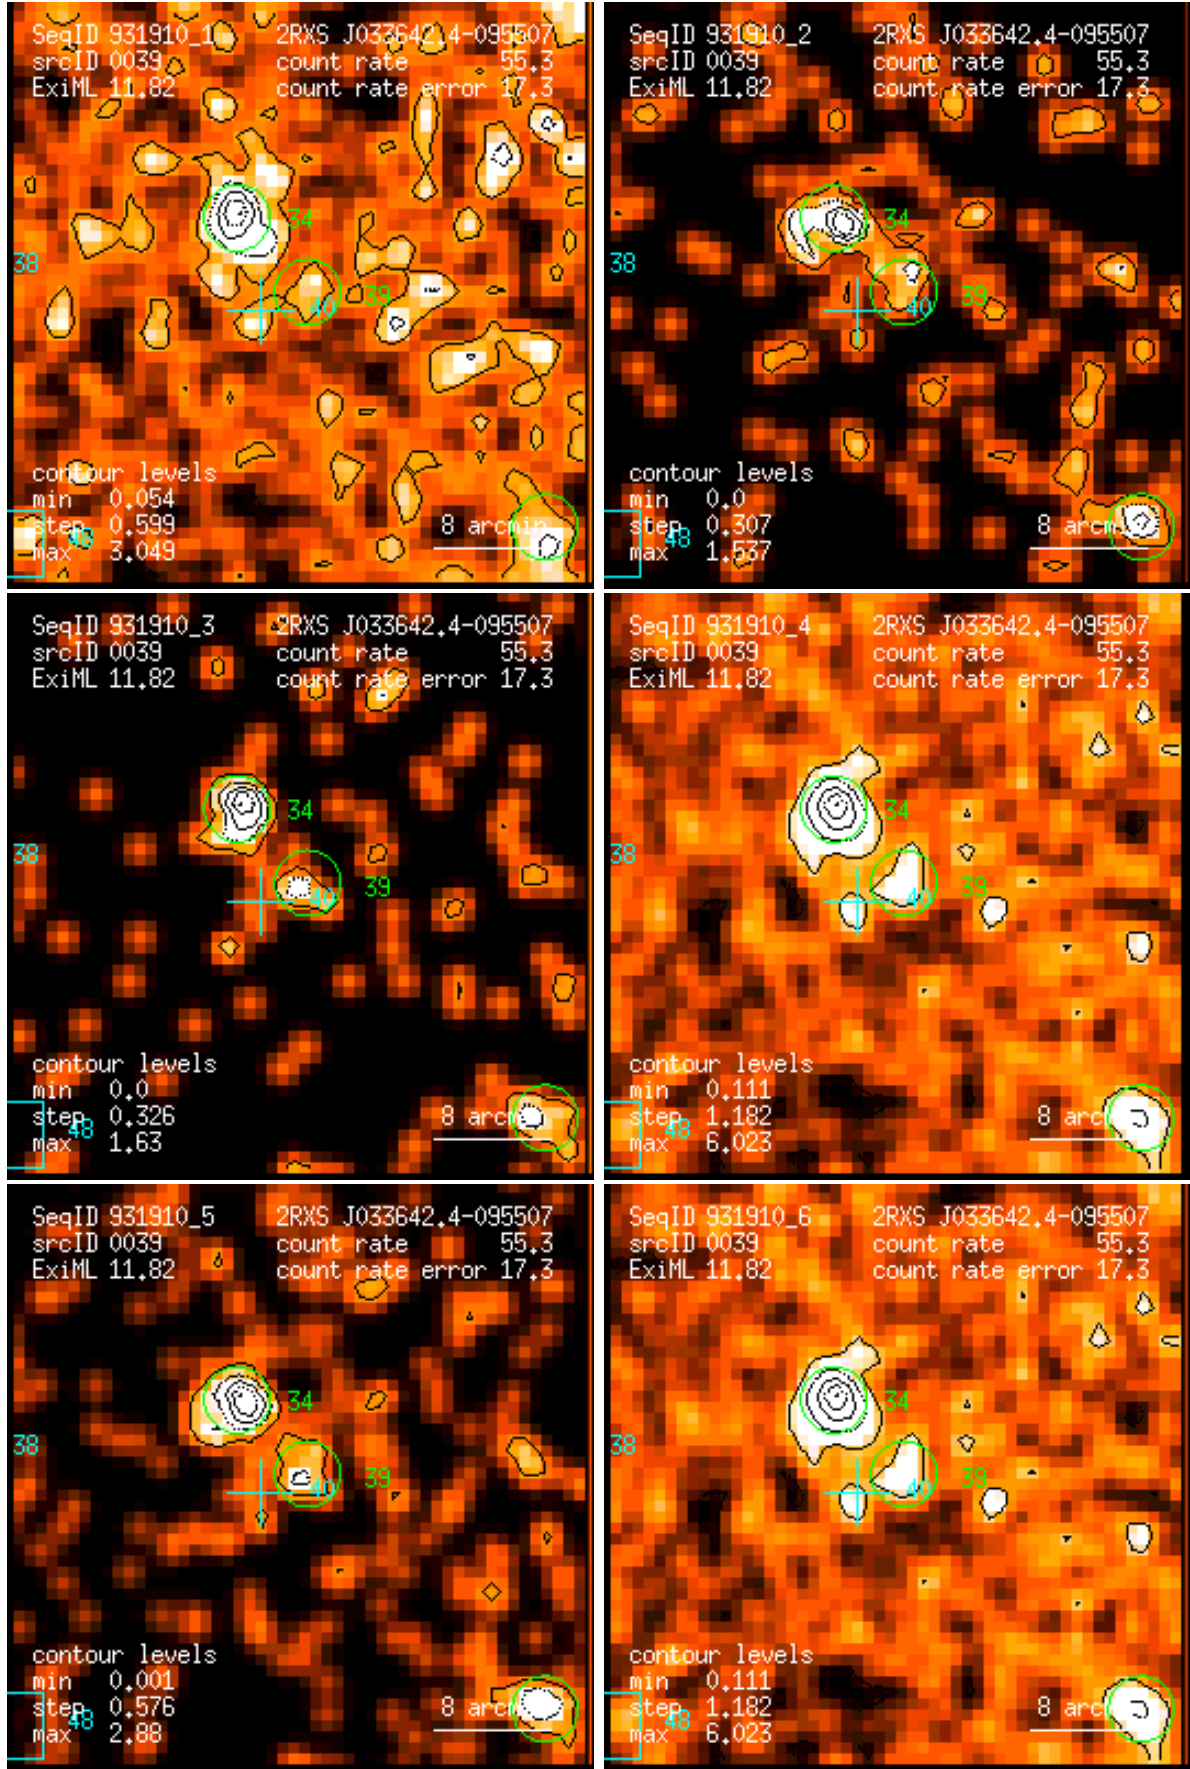 SeqID 931910_1 2RXS J033642.4-095507
srcID 0039 count rate 55.3
ExiML 11.82 count rate error 17.3
34
38
40 39
contour levels
min 0.054
step 0.599 8 arcmin
48
max 3.049
SeqID 931910_2 2RXS J033642.4-095507
srcID 0039 count rate 55.3
ExiML 11.82 count rate error 17.3
34
38
40 39
contour levels
min 0.0
step 0.307 8 arcmin
48
max 1.537
SeqID 931910_3 2RXS J033642.4-095507
srcID 0039 count rate 55.3
ExiML 11.82 count rate error 17.3
34
38
40 39
contour levels
min 0.0
step 0.326 8 arcmin
48
max 1.63
SeqID 931910_4 2RXS J033642.4-095507
srcID 0039 count rate 55.3
ExiML 11.82 count rate error 17.3
34
38
40 39
contour levels
min 0.111
step 1.182 8 arcmin
48
max 6.023
SeqID 931910_5 2RXS J033642.4-095507
srcID 0039 count rate 55.3
ExiML 11.82 count rate error 17.3
34
38
40 39
contour levels
min 0.001
step 0.576 8 arcmin
48
max 2.88
SeqID 931910_6 2RXS J033642.4-095507
srcID 0039 count rate 55.3
ExiML 11.82 count rate error 17.3
34
38
40 39
contour levels
min 0.111
step 1.182 8 arcmin
48
max 6.023